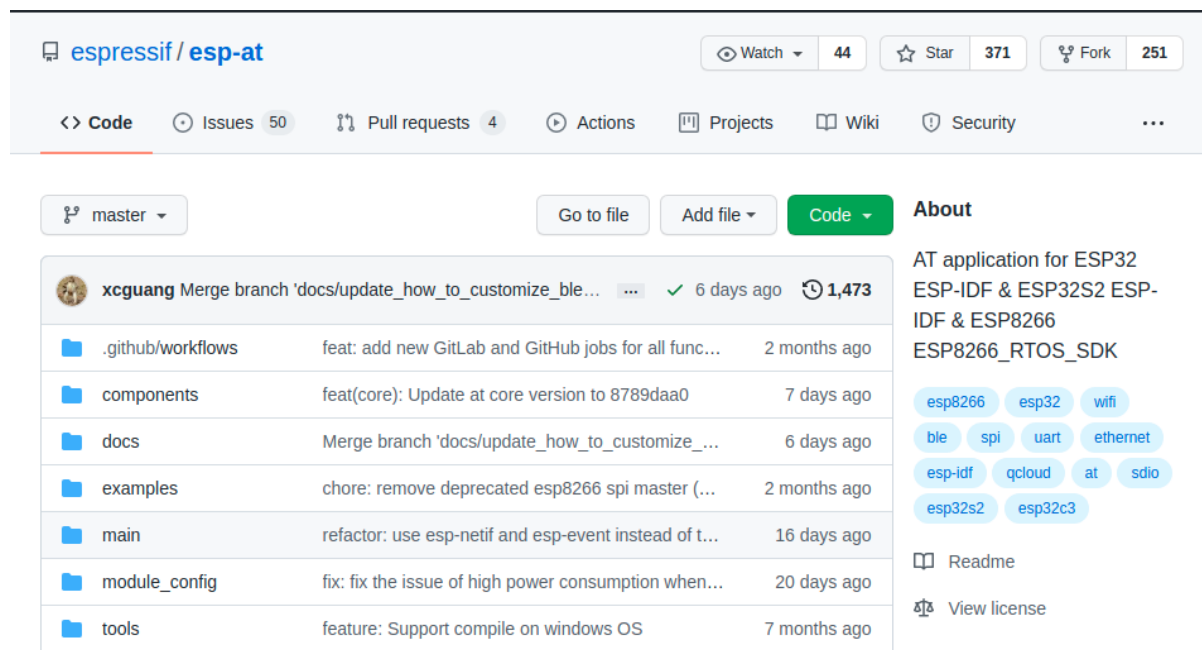 espressif / esp-at
Watch 44 Star 371 Fork 251
Code Issues 50 Pull requests 4 Actions Projects Wiki Security ...
master Go to file Add file Code
xcguang Merge branch 'docs/update_how_to_customize_ble... ... 6 days ago 1,473
.github/workflows feat: add new GitLab and GitHub jobs for all func... 2 months ago
components feat(core): Update at core version to 8789daa0 7 days ago
docs Merge branch 'docs/update_how_to_customize_... 6 days ago
examples chore: remove deprecated esp8266 spi master (... 2 months ago
main refactor: use esp-netif and esp-event instead of t... 16 days ago
module_config fix: fix the issue of high power consumption when... 20 days ago
tools feature: Support compile on windows OS 7 months ago
About
AT application for ESP32
ESP-IDF & ESP32S2 ESP-
IDF & ESP8266
ESP8266_RTOS_SDK
esp8266 esp32 wifi
ble spi uart ethernet
esp-idf qcloud at sdio
esp32s2 esp32c3
Readme
View license